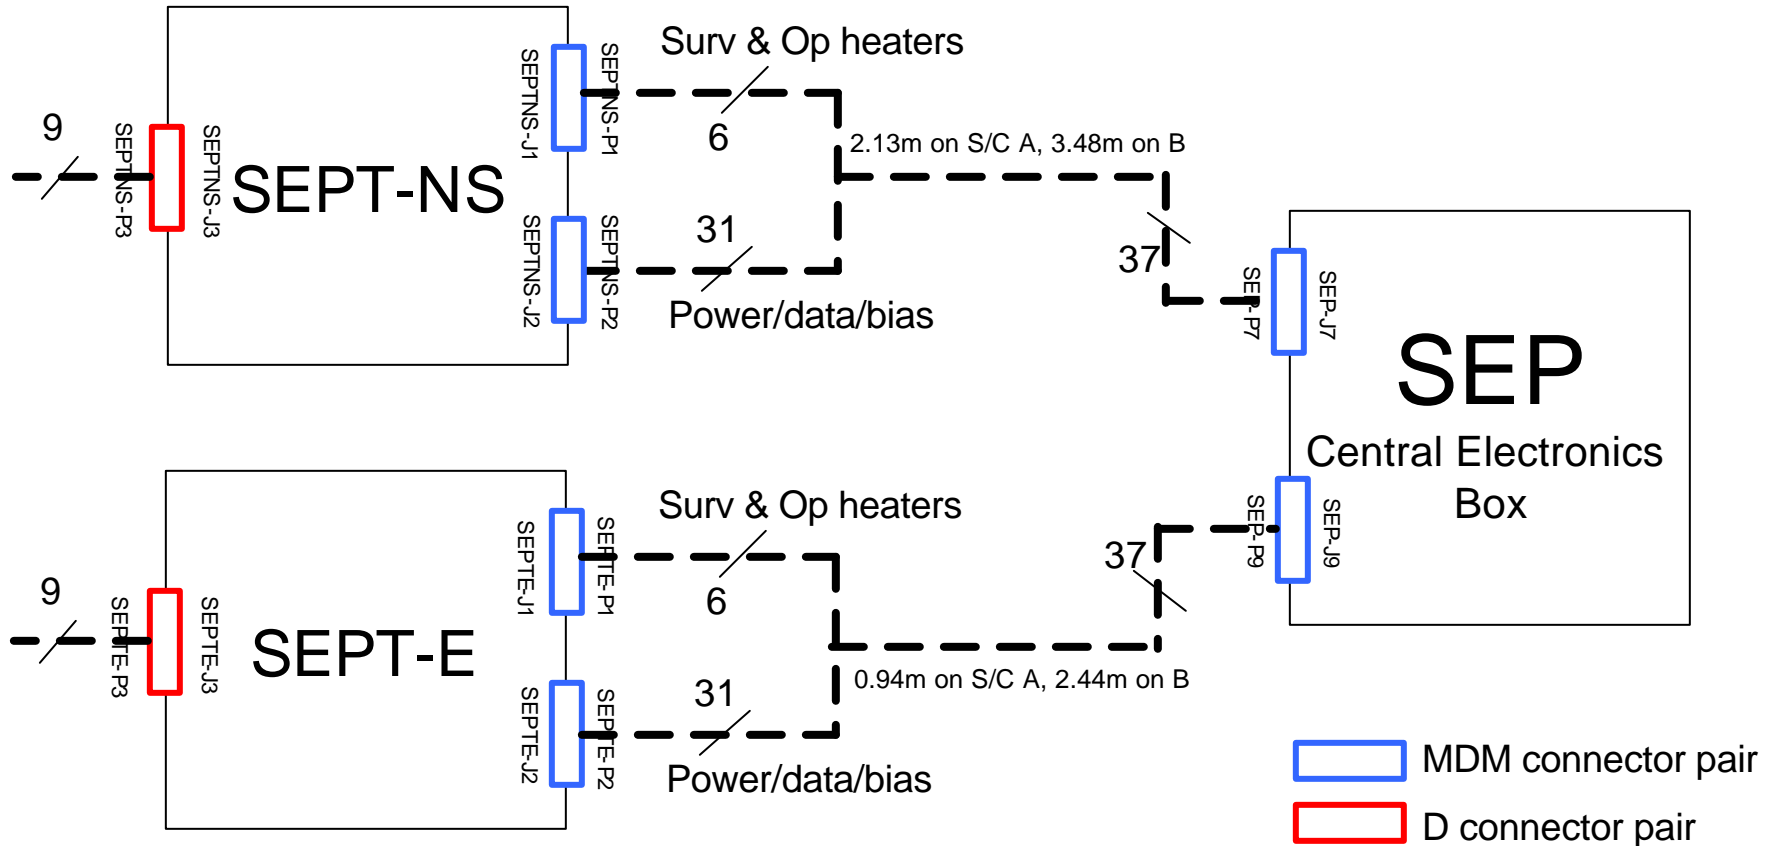 Surv & Op heaters
SEPTNS-J1
SEPTNS-P1
9
6
SEPTNS-P3
SEPTNS-J3
SEPT-NS
2.13m on S/C A, 3.48m on B
31
SEPTNS-J2
SEPTNS-P2
37
Power/data/bias
SEP-P7
SEP-J7
SEP
Central Electronics
Box
Surv & Op heaters
SEPTE-J1
SEPTE-P1
SEP-P9
SEP-J9
37
9
6
SEPTE-P3
SEPTE-J3
SEPT-E
0.94m on S/C A, 2.44m on B
31
SEPTE-J2
SEPTE-P2
Power/data/bias
MDM connector pair
D connector pair